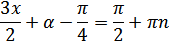 3x/2 + α − π/4 = π/2 + πn